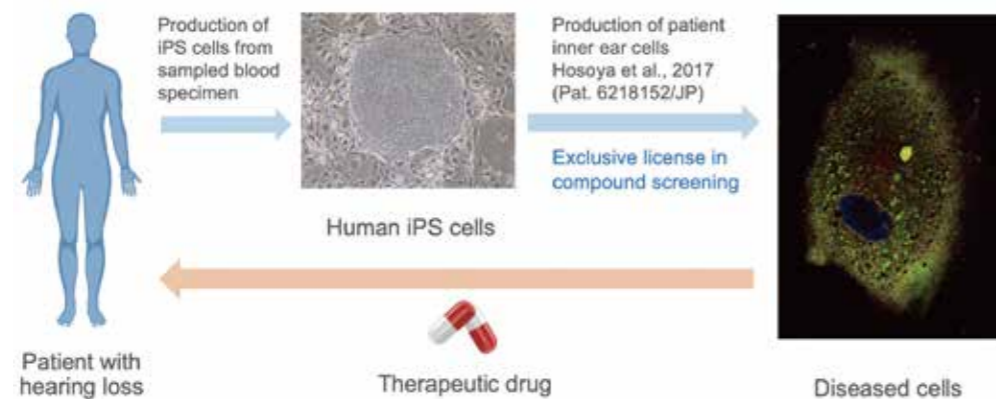 Production of
iPS cells from
sampled blood
specimen
Production of patient
inner ear cells
Hosoya et al., 2017
(Pat. 6218152/JP)
Exclusive license in
compound screening
Human iPS cells
Patient with
hearing loss
Therapeutic drug
Diseased cells